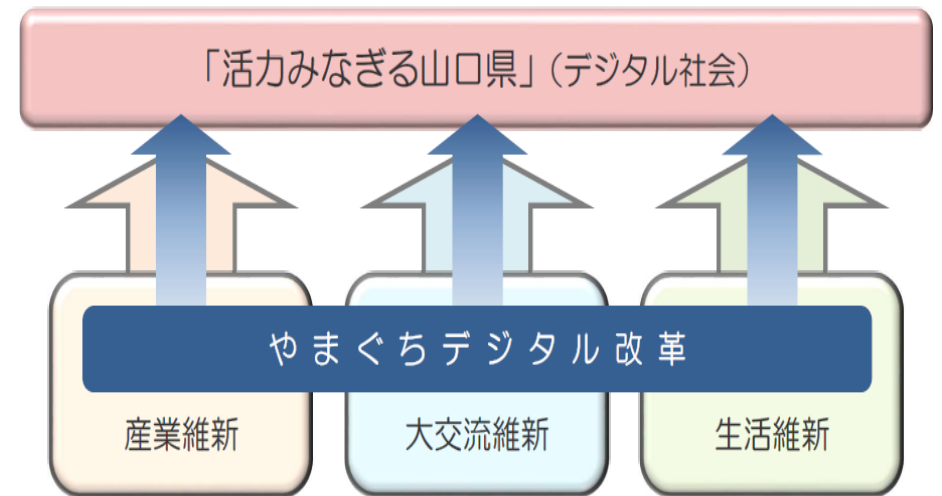 「活力みなぎる山口県」(デジタル社会)
やまぐちデジタル改革
産業維新
大交流維新
生活維新